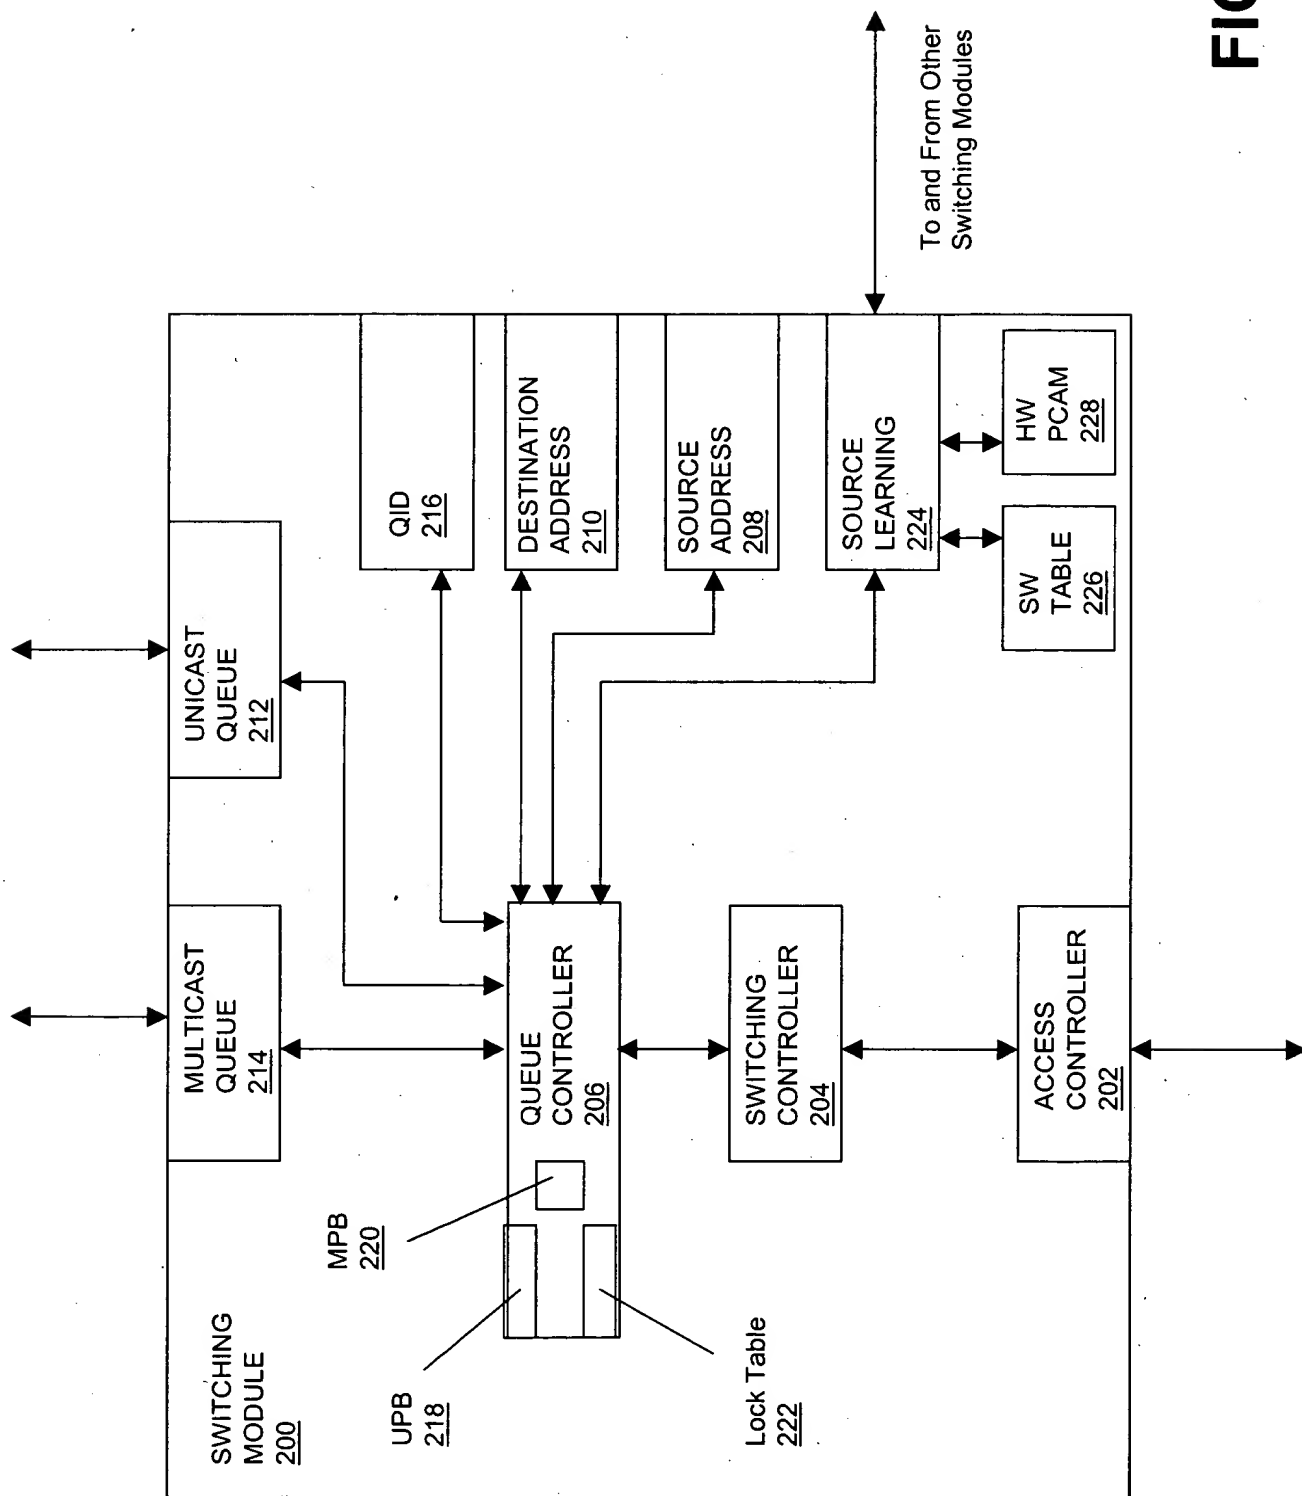 SWITCHING
MODULE
200
MULTICAST
QUEUE
214
UNICAST
QUEUE
212
MPB
220
UPB
218
QUEUE
CONTROLLER
206
QID
216
DESTINATION
ADDRESS
210
SOURCE
ADDRESS
208
SOURCE
LEARNING
224
To and From Other
Switching Modules
Lock Table
222
SWITCHING
CONTROLLER
204
ACCESS
CONTROLLER
202
SW
TABLE
226
HW
PCAM
228